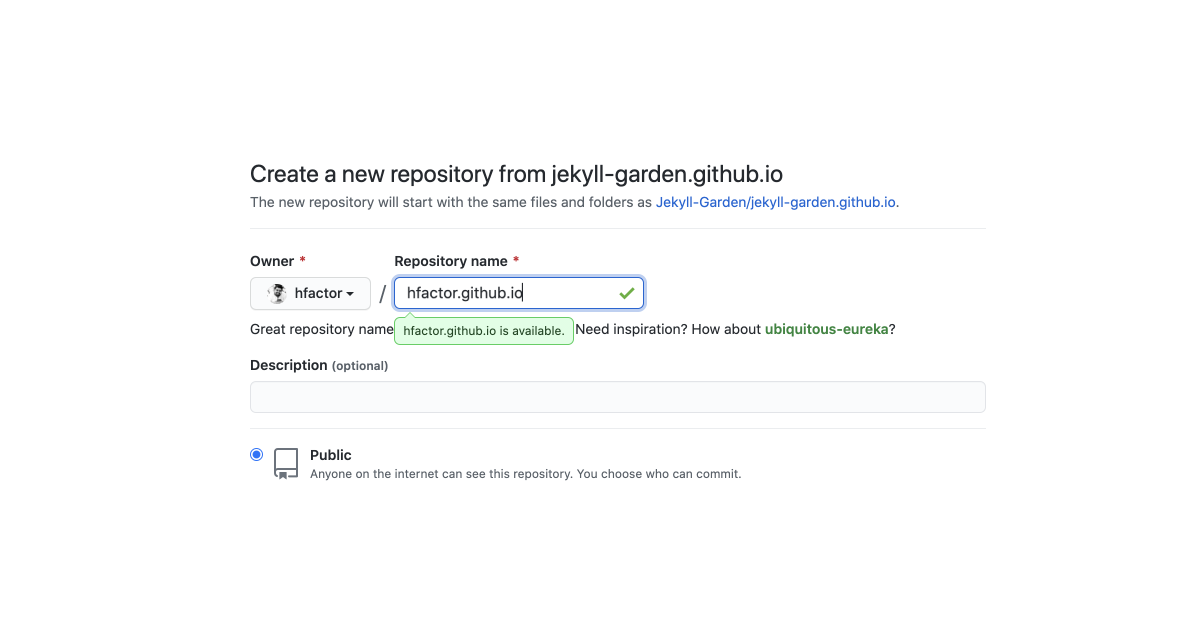 Create a new repository from jekyll-garden.github.io
The new repository will start with the same files and folders as Jekyll-Garden/jekyll-garden.github.io.
Owner * Repository name *
hfactor / hfactor.github.io
Great repository name hfactor.github.io is available. Need inspiration? How about ubiquitous-eureka?
Description (optional)
Public
Anyone on the internet can see this repository. You choose who can commit.